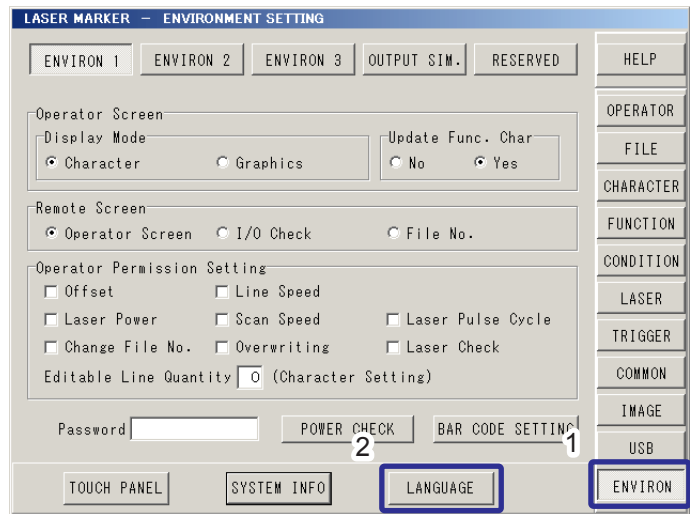 LASER MARKER – ENVIRONMENT SETTING
ENVIRON 1 ENVIRON 2 ENVIRON 3 OUTPUT SIM. RESERVED HELP
Operator Screen OPERATOR
Display Mode Update Func. Char
Character Graphics No Yes FILE
CHARACTER
Remote Screen
Operator Screen I/O Check File No. FUNCTION
Operator Permission Setting CONDITION
Offset Line Speed LASER
Laser Power Scan Speed Laser Pulse Cycle TRIGGER
Change File No. Overwriting Laser Check
Editable Line Quantity 0 (Character Setting) COMMON
IMAGE
Password POWER CHECK BAR CODE SETTING
2 1
USB
TOUCH PANEL SYSTEM INFO LANGUAGE ENVIRON